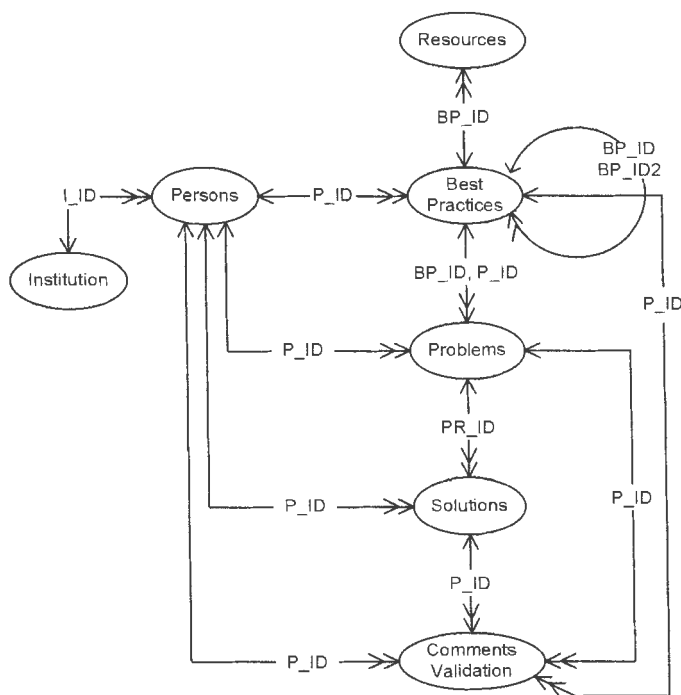 Resources
BP_ID
BP_ID
BP_ID2
I_ID
Persons
P_ID
Best
Practices
Institution
BP_ID, P_ID
P_ID
P_ID
Problems
PR_ID
P_ID
Solutions
P_ID
P_ID
P_ID
Comments
Validation